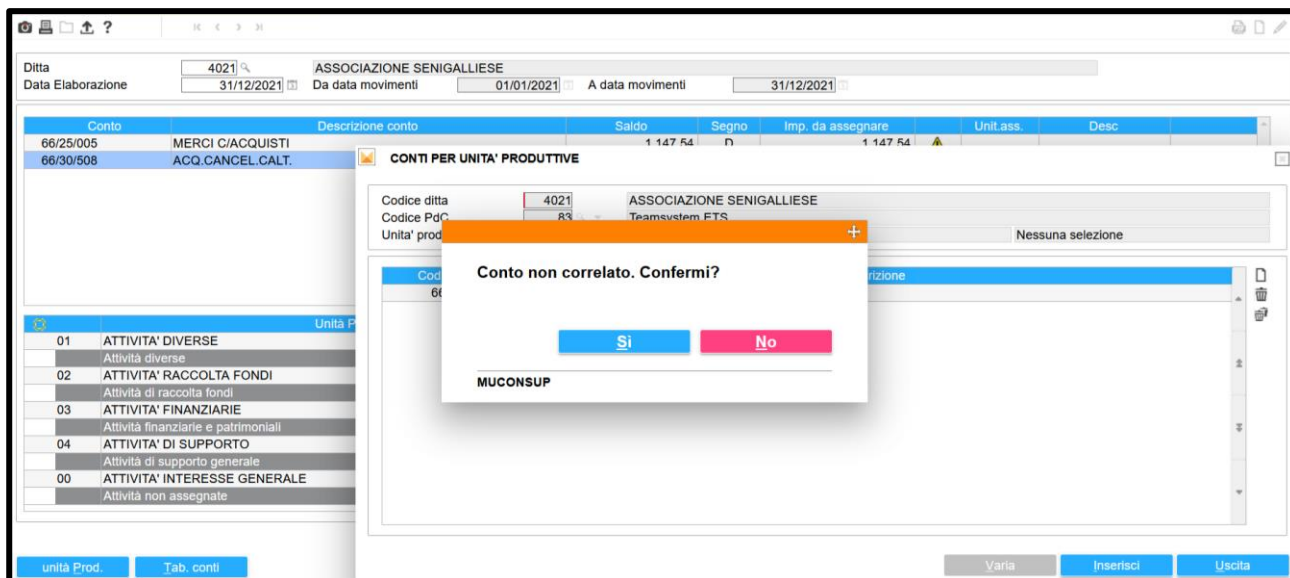 ?
Ditta 4021 ASSOCIAZIONE SENIGALLIESE
Data Elaborazione 31/12/2021 Da data movimenti 01/01/2021 A data movimenti 31/12/2021
Conto Descrizione conto Saldo Segno Imp. da assegnare Unit.ass. Desc
66/25/005 MERCI C/ACQUISTI 1.147,54 D 1.147,54
66/30/508 ACQ.CANCEL.CALT.
CONTI PER UNITA' PRODUTTIVE
Codice ditta 4021 ASSOCIAZIONE SENIGALLIESE
Codice PdC 83 Teamsystem ETS
Unita' prod Nessuna selezione
Cod rizione
66
Conto non correlato. Confermi?
Sì No
MUCONSUP
Unità P
01 ATTIVITA' DIVERSE
Attività diverse
02 ATTIVITA' RACCOLTA FONDI
Attività di raccolta fondi
03 ATTIVITA' FINANZIARIE
Attività finanziarie e patrimoniali
04 ATTIVITA' DI SUPPORTO
Attività di supporto generale
00 ATTIVITA' INTERESSE GENERALE
Attività non assegnate
unità Prod. Tab. conti Varia Inserisci Uscita